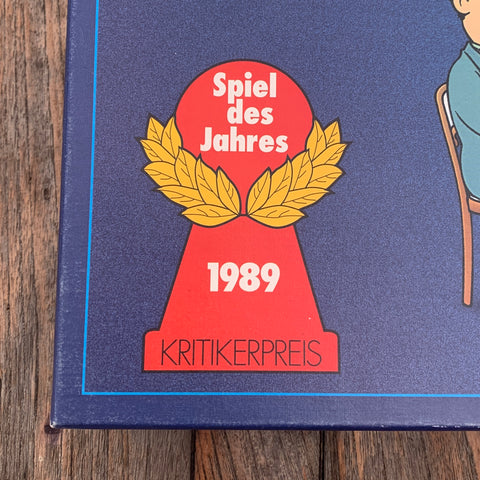 Spiel
des
Jahres
1989
KRITIKERPREIS